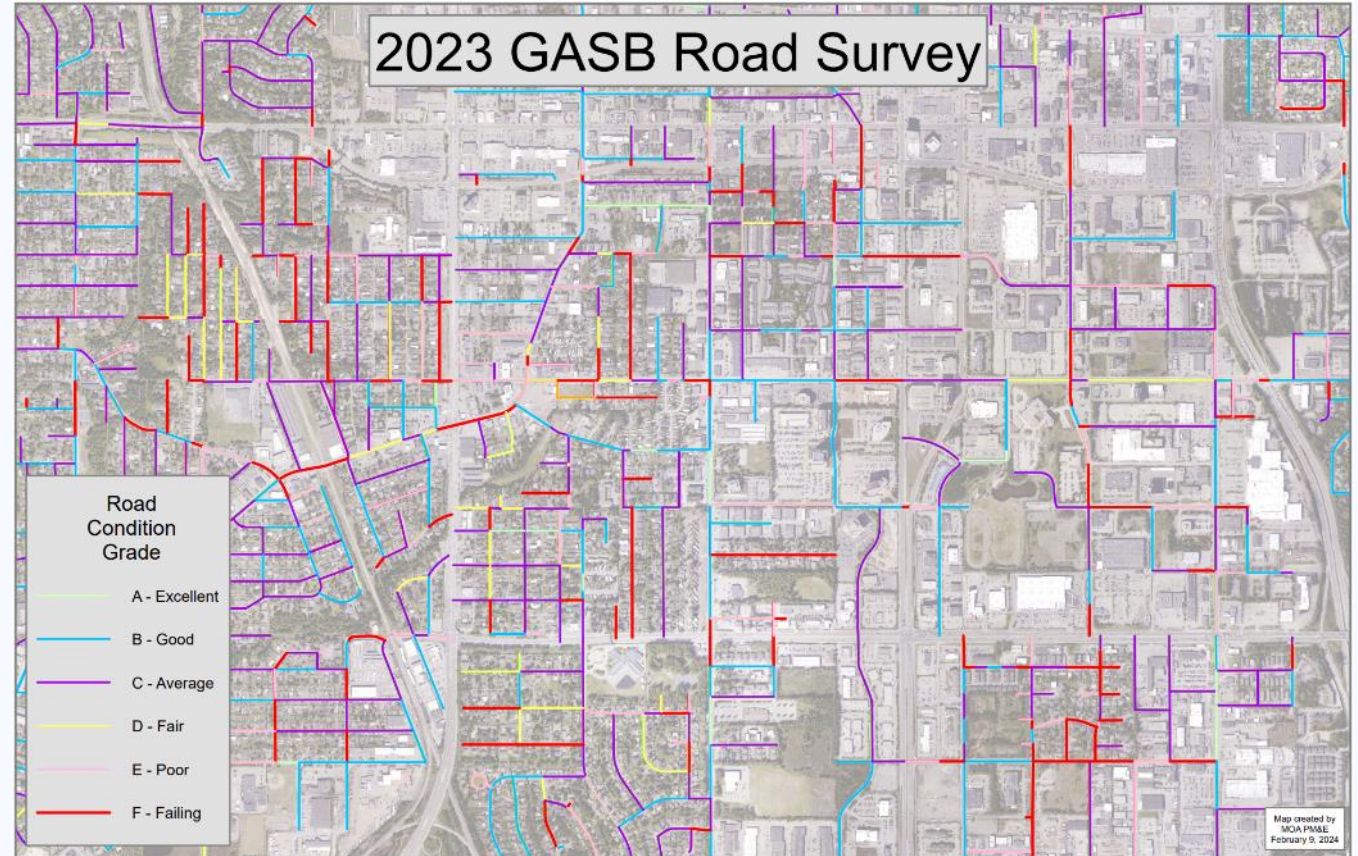 2023 GASB Road Survey
Road
Condition
Grade
A - Excellent
B - Good
C - Average
D - Fair
E - Poor
F - Failing
Map created by
MOA PM&E
February 9, 2024